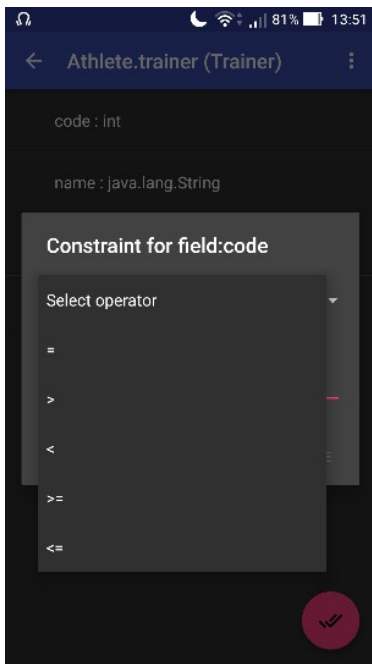 81% 13:51
Athlete.trainer (Trainer)
code : int
name : java.lang.String
Constraint for field:code
Select operator
=
>
<
>=
<=